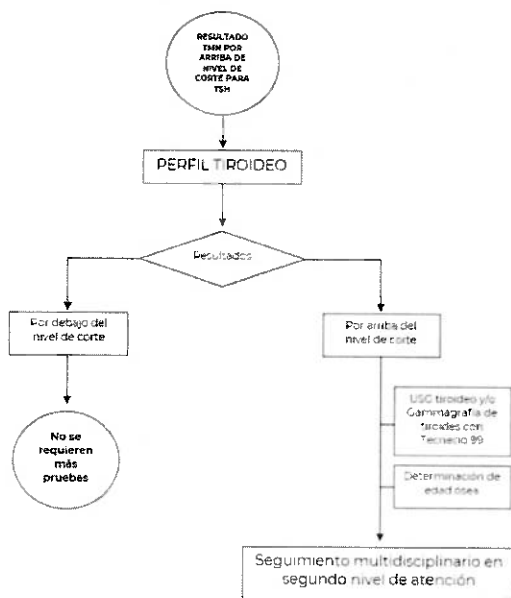 RESULTADO
TMN POR
ARRIBA DE
NIVEL DE
CORTE PARA
TSH
PERFIL TIROIDEO
Resultados
Por debajo del
nivel de corte
Por arriba del
nivel de corte
No se
requieren
más
pruebas
USG tiroideo y/o
Gammagrafía de
tiroides con
Tecnecio 99
Determinación de
edad ósea
Seguimiento multidisciplinario en
segundo nivel de atención